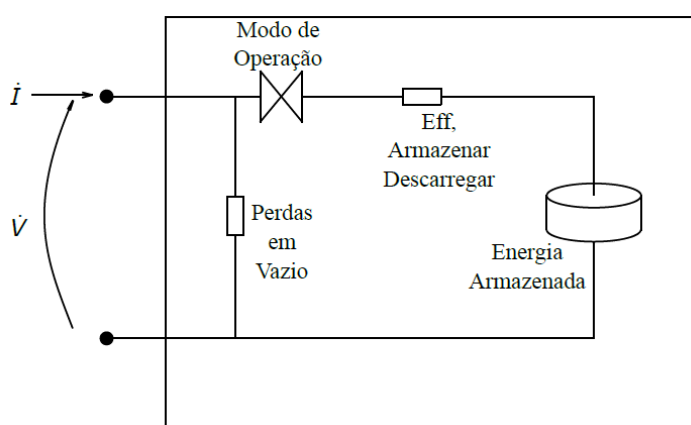 Modo de
Operação
İ
Eff,
Armazenar
Descarregar
V̇
Perdas
em
Vazio
Energia
Armazenada